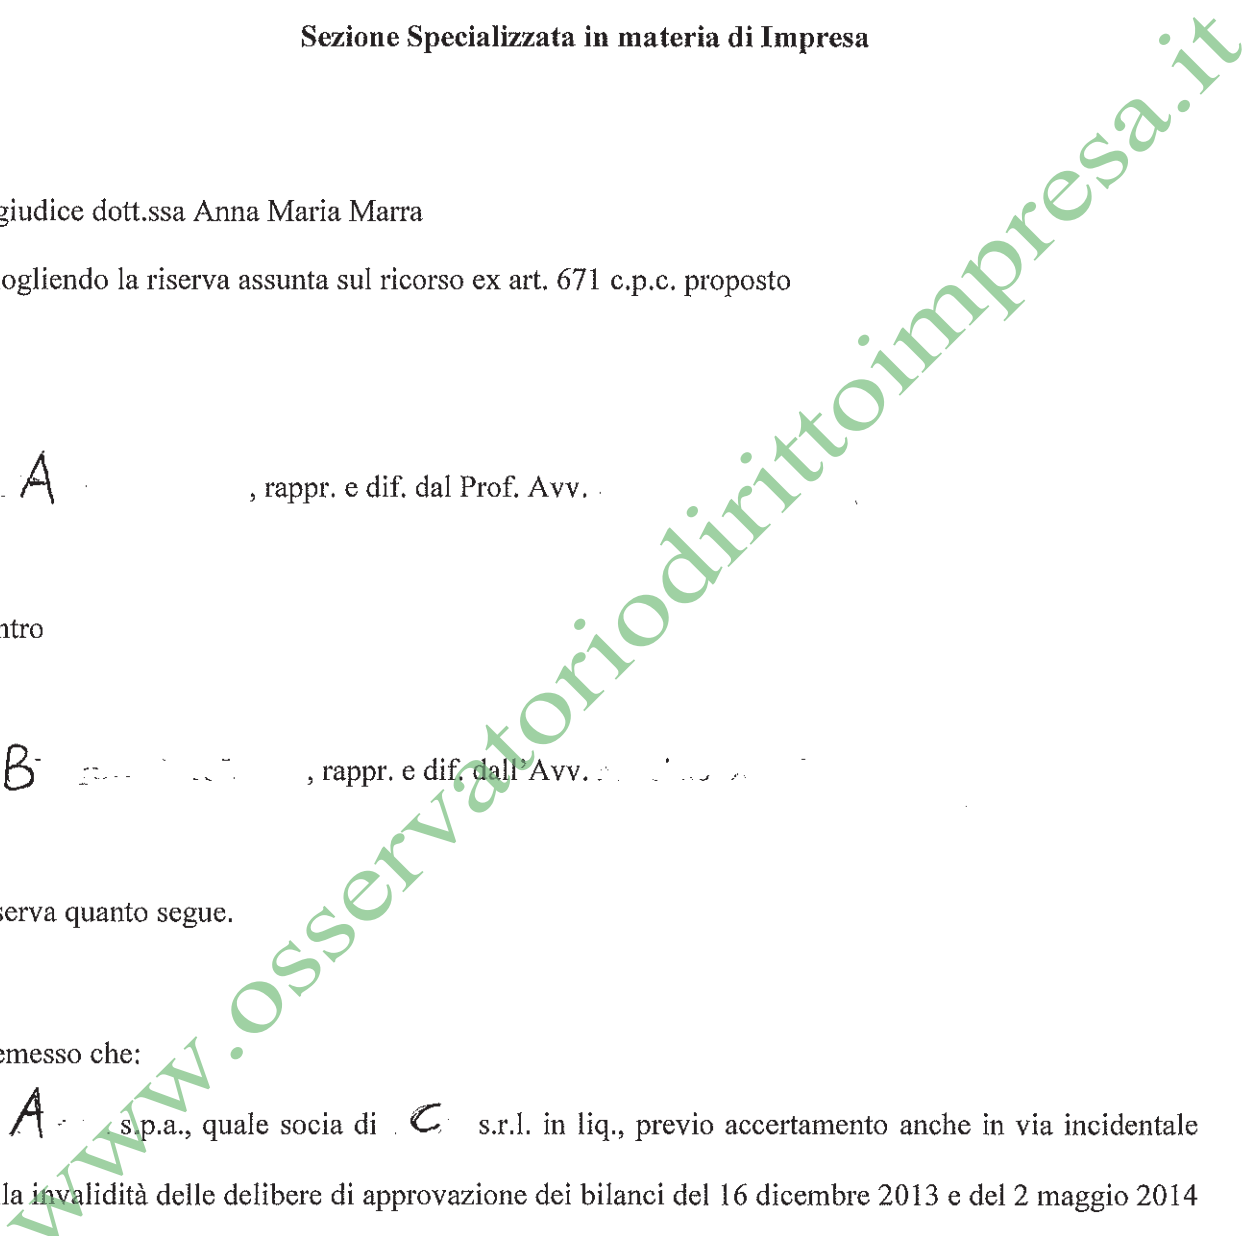 Sezione Specializzata in materia di Impresa
giudice dott.ssa Anna Maria Marra
ogliendo la riserva assunta sul ricorso ex art. 671 c.p.c. proposto
A , rappr. e dif. dal Prof. Avv.
ntro
B , rappr. e dif. dall'Avv.
serva quanto segue.
emesso che:
A s.p.a., quale socia di C s.r.l. in liq., previo accertamento anche in via incidentale
la invalidità delle delibere di approvazione dei bilanci del 16 dicembre 2013 e del 2 maggio 2014
www.osservatoriodirittoimpresa.it